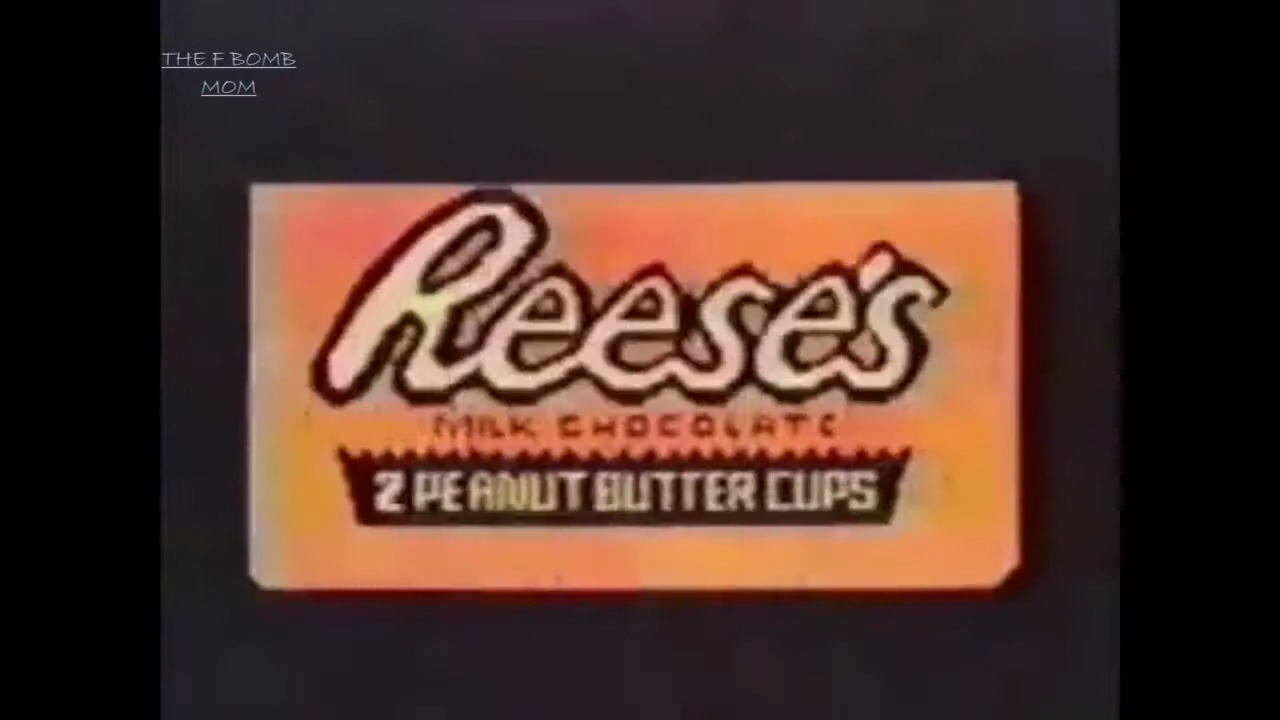 THE F BOMB
MOM
Reese's
MILK CHOCOLATE
2 PEANUT BUTTER CUPS